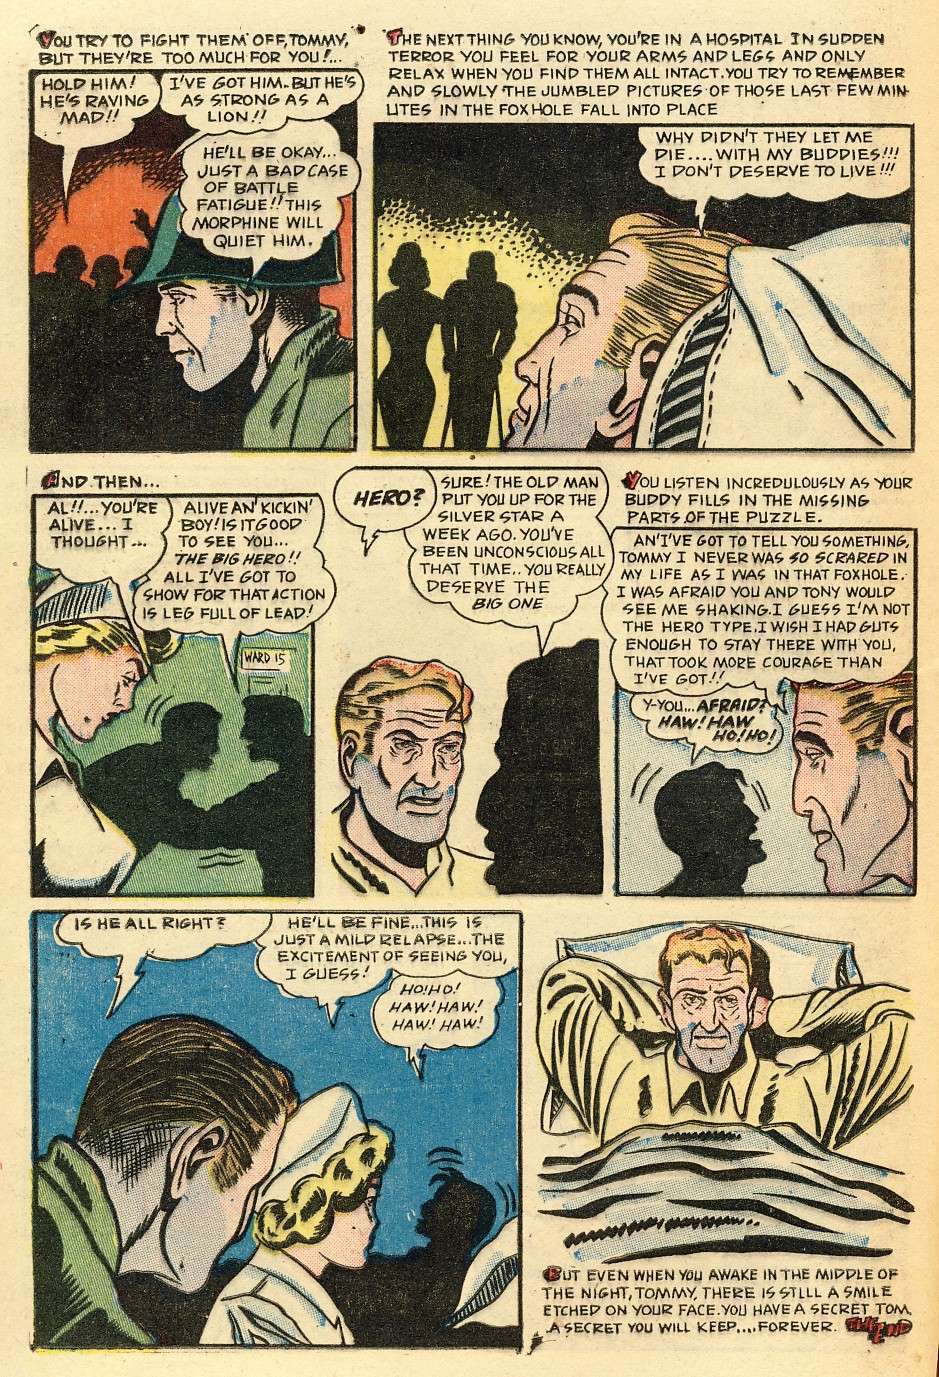 YOU TRY TO FIGHT THEM OFF, TOMMY,
BUT THEY'RE TOO MUCH FOR YOU!...
HOLD HIM!
HE'S RAVING
MAD!!
I'VE GOT HIM..BUT HE'S
AS STRONG AS A
LION!!
HE'LL BE OKAY...
JUST A BAD CASE
OF BATTLE
FATIGUE!! THIS
MORPHINE WILL
QUIET HIM.
THE NEXT THING YOU KNOW, YOU'RE IN A HOSPITAL IN SUDDEN
TERROR YOU FEEL FOR YOUR ARMS AND LEGS AND ONLY
RELAX WHEN YOU FIND THEM ALL INTACT. YOU TRY TO REMEMBER
AND SLOWLY THE JUMBLED PICTURES OF THOSE LAST FEW MIN-
UTES IN THE FOXHOLE FALL INTO PLACE
WHY DIDN'T THEY LET ME
DIE.... WITH MY BUDDIES!!!
I DON'T DESERVE TO LIVE!!!
AND THEN...
AL!!...YOU'RE
ALIVE...I
THOUGHT...
ALIVE AN' KICKIN'
BOY! IS IT GOOD
TO SEE YOU...
THE BIG HERO!!
ALL I'VE GOT TO
SHOW FOR THAT ACTION
IS LEG FULL OF LEAD!
WARD 15
HERO?
SURE! THE OLD MAN
PUT YOU UP FOR THE
SILVER STAR A
WEEK AGO. YOU'VE
BEEN UNCONSCIOUS ALL
THAT TIME.. YOU REALLY
DESERVE THE
BIG ONE
YOU LISTEN INCREDULOUSLY AS YOUR
BUDDY FILLS IN THE MISSING
PARTS OF THE PUZZLE.
AN' I'VE GOT TO TELL YOU SOMETHING,
TOMMY I NEVER WAS SO SCRARED IN
MY LIFE AS I WAS IN THAT FOXHOLE.
I WAS AFRAID YOU AND TONY WOULD
SEE ME SHAKING. I GUESS I'M NOT
THE HERO TYPE. I WISH I HAD GUTS
ENOUGH TO STAY THERE WITH YOU,
THAT TOOK MORE COURAGE THAN
I'VE GOT!!
Y-YOU...AFRAID?
HAW! HAW
HO! HO!
IS HE ALL RIGHT?
HE'LL BE FINE...THIS IS
JUST A MILD RELAPSE...THE
EXCITEMENT OF SEEING YOU,
I GUESS!
HO! HO!
HAW! HAW!
HAW! HAW!
BUT EVEN WHEN YOU AWAKE IN THE MIDDLE OF
THE NIGHT, TOMMY, THERE IS STILL A SMILE
ETCHED ON YOUR FACE. YOU HAVE A SECRET TOM,
A SECRET YOU WILL KEEP....FOREVER. THE END